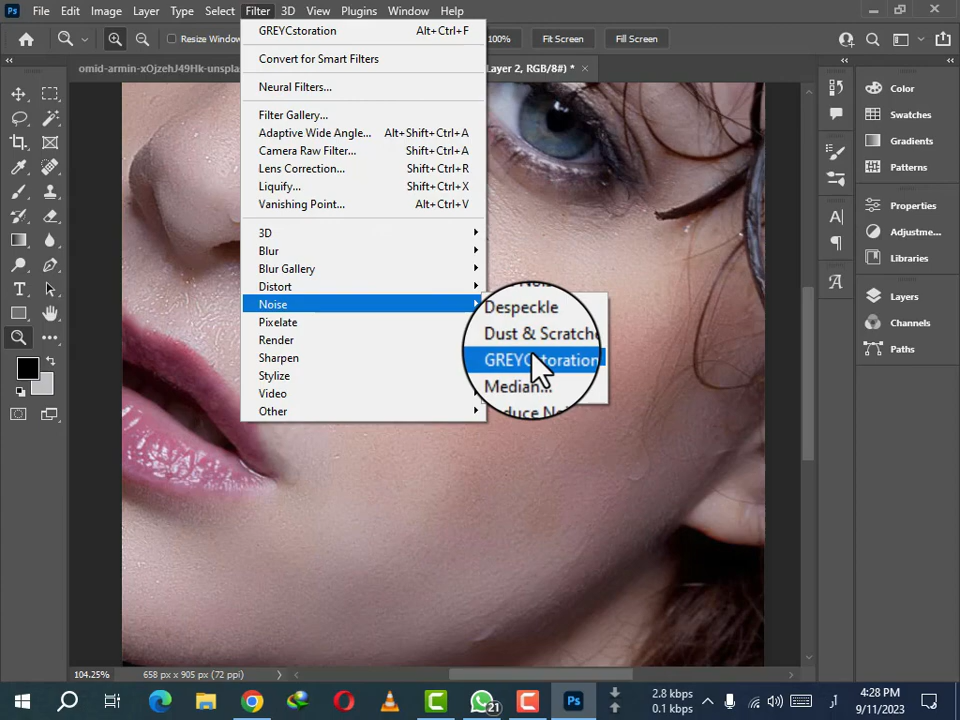 Ps File Edit Image Layer Type Select Filter 3D View Plugins Window Help
Resize Window
100%
Fit Screen
Fill Screen
omid-armin-xOjzehJ49Hk-unspla
Layer 2, RGB/8#) *
GREYCstoration Alt+Ctrl+F
Convert for Smart Filters
Neural Filters...
Filter Gallery...
Adaptive Wide Angle... Alt+Shift+Ctrl+A
Camera Raw Filter... Shift+Ctrl+A
Lens Correction... Shift+Ctrl+R
Liquify... Shift+Ctrl+X
Vanishing Point... Alt+Ctrl+V
3D
Blur
Blur Gallery
Distort
Noise
Pixelate
Render
Sharpen
Stylize
Video
Other
Despeckle
Dust & Scratche
GREYCstoration
Median...
Color
Swatches
Gradients
Patterns
Properties
Adjustme...
Libraries
Layers
Channels
Paths
104.25%
658 px x 905 px (72 ppi)
21
Ps
2.8 kbps
0.1 kbps
4:28 PM
9/11/2023